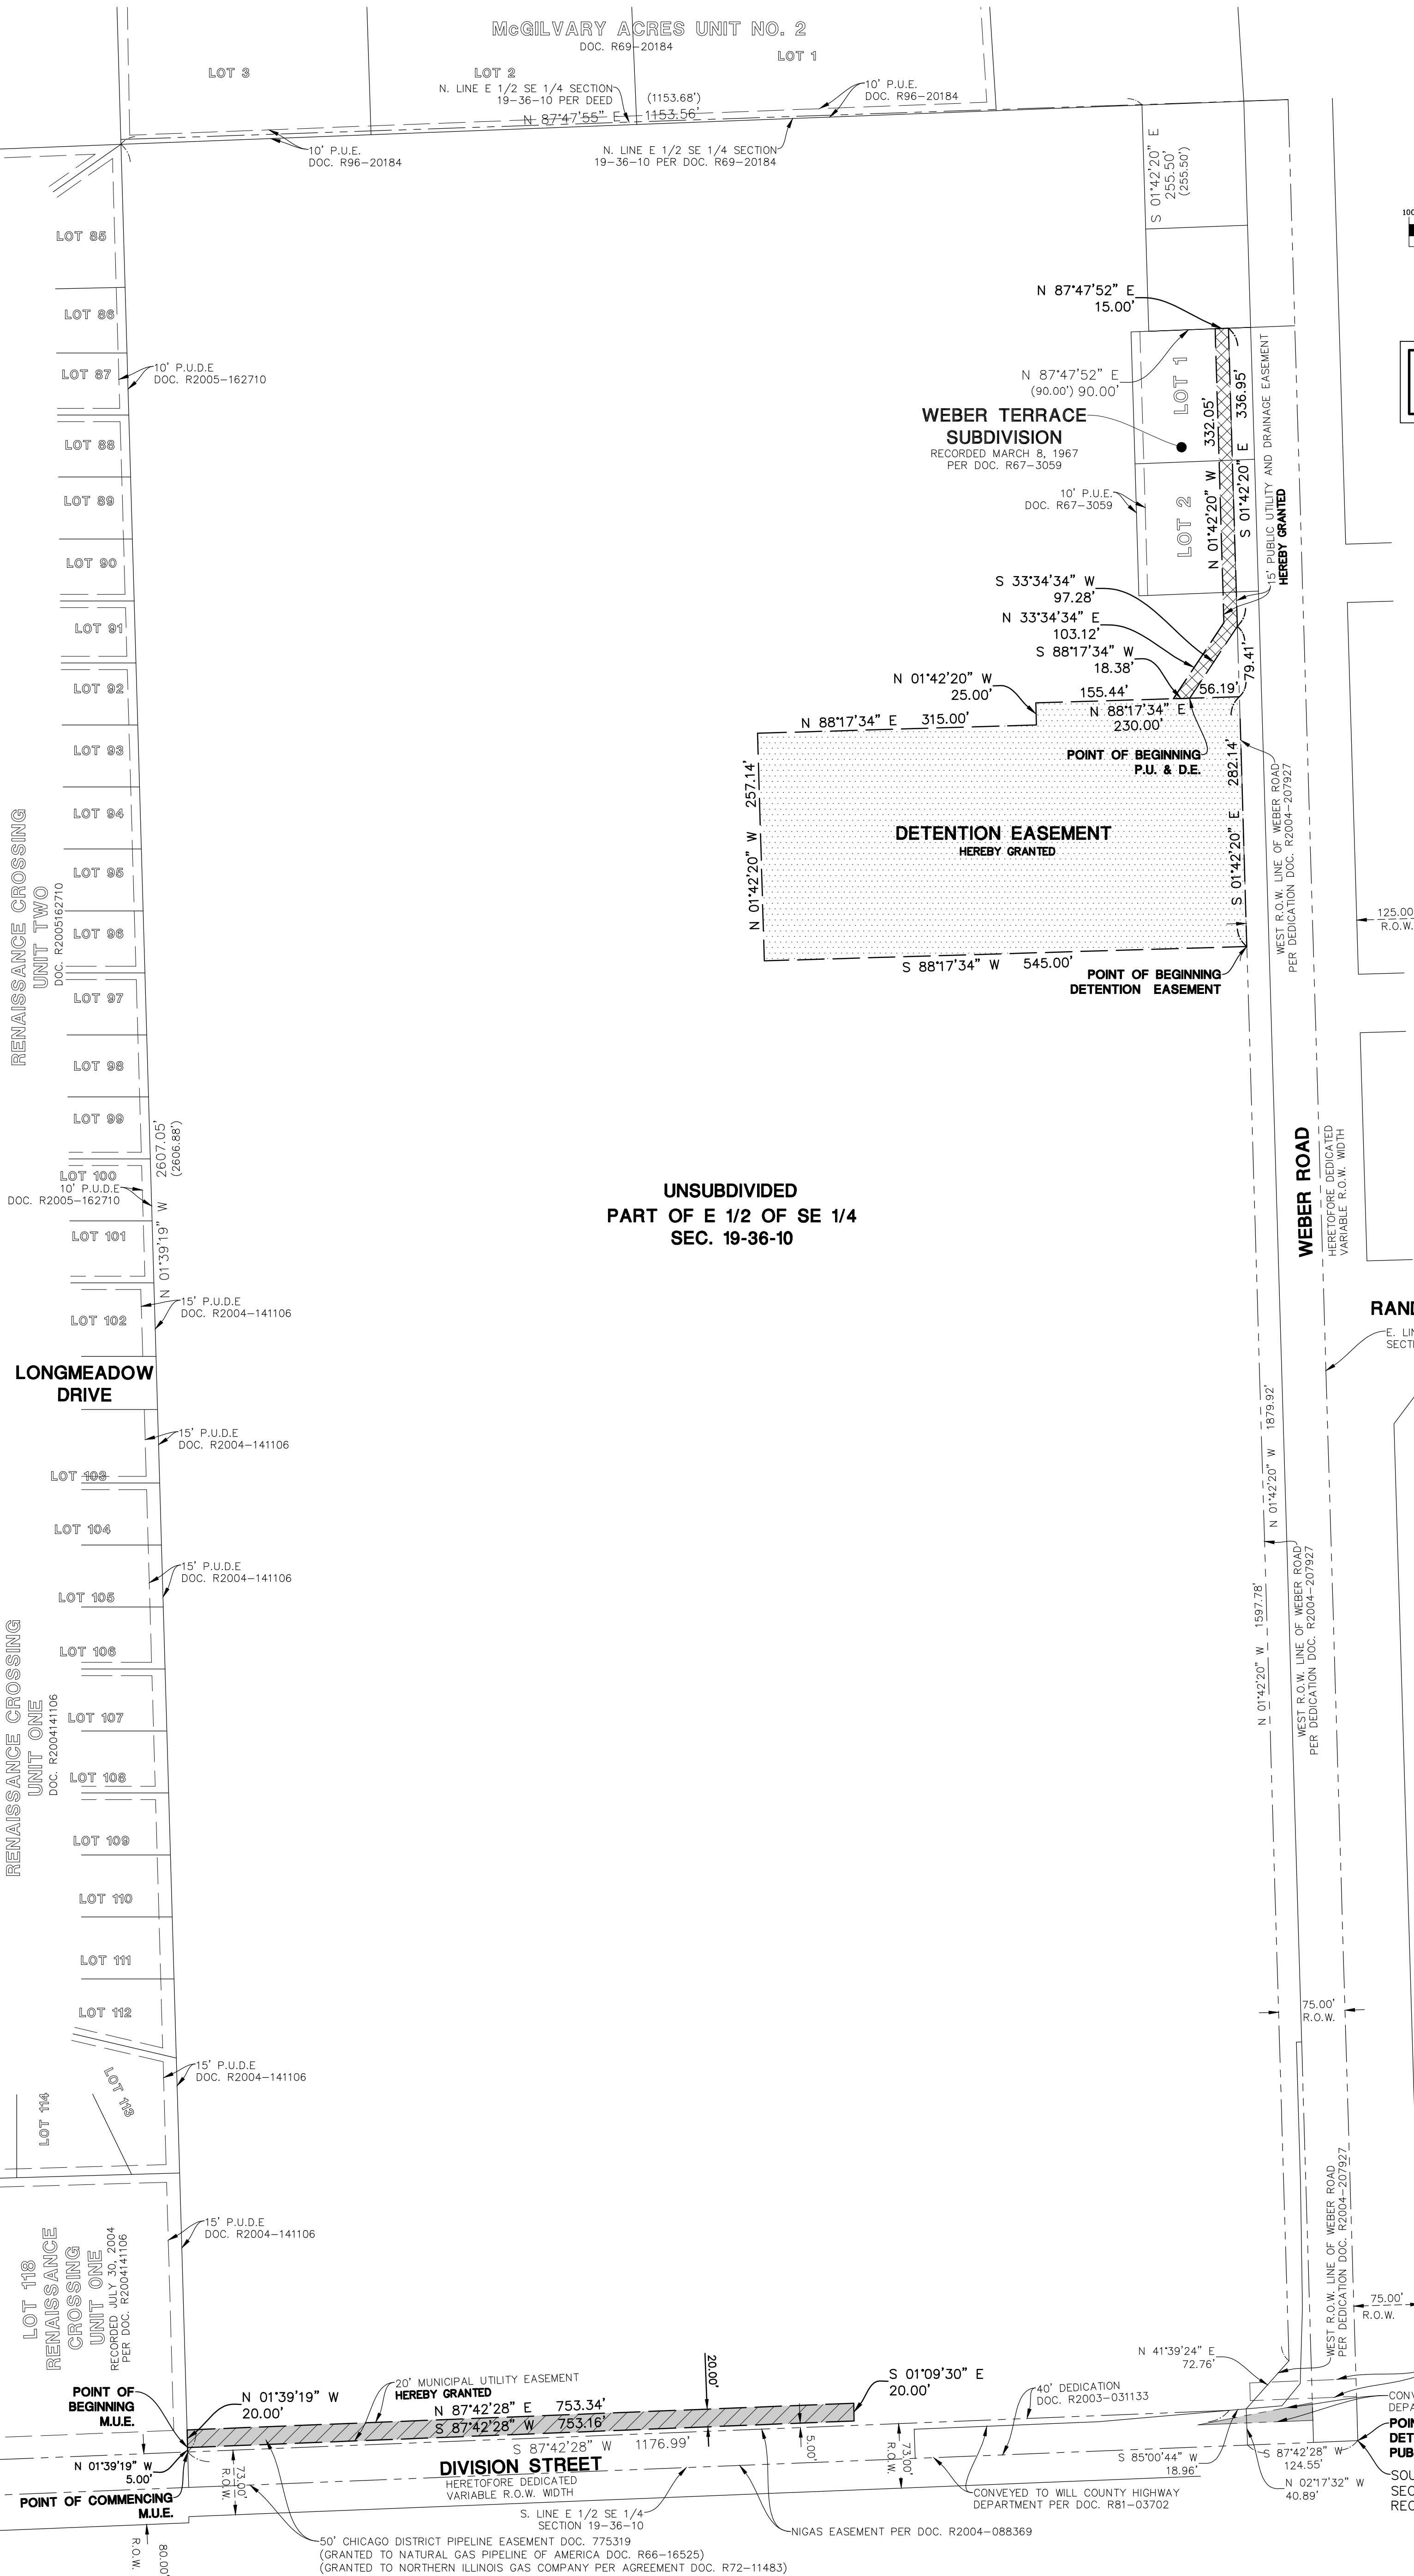 McGILVARY ACRES UNIT NO. 2
DOC. R69-20184
LOT 3
LOT 2
LOT 1
N. LINE E 1/2 SE 1/4 SECTION
19-36-10 PER DEED
(1153.68')
N 87°47'55" E 1153.56'
10' P.U.E.
DOC. R96-20184
10' P.U.E.
DOC. R96-20184
N. LINE E 1/2 SE 1/4 SECTION
19-36-10 PER DOC. R69-20184
S 01°42'20" E
255.50'
(255.50')
100
LOT 85
LOT 86
LOT 87
10' P.U.D.E
DOC. R2005-162710
LOT 88
LOT 89
LOT 90
LOT 91
LOT 92
LOT 93
LOT 94
LOT 95
LOT 96
LOT 97
LOT 98
LOT 99
LOT 100
10' P.U.D.E
DOC. R2005-162710
LOT 101
LOT 102
RENAISSANCE CROSSING
UNIT TWO
DOC. R2005162710
N 01°39'19" W 2607.05'
(2606.88')
N 87°47'52" E
15.00'
N 87°47'52" E
(90.00') 90.00'
WEBER TERRACE
SUBDIVISION
RECORDED MARCH 8, 1967
PER DOC. R67-3059
10' P.U.E.
DOC. R67-3059
LOT 1
LOT 2
N 01°42'20" W 332.05'
S 01°42'20" E 336.95'
15' PUBLIC UTILITY AND DRAINAGE EASEMENT
HEREBY GRANTED
S 33°34'34" W
97.28'
N 33°34'34" E
103.12'
S 88°17'34" W
18.38'
79.41'
N 01°42'20" W
25.00'
155.44'
56.19'
N 88°17'34" E 315.00'
N 88°17'34" E
230.00'
POINT OF BEGINNING
P.U. & D.E.
N 01°42'20" W 257.14'
DETENTION EASEMENT
HEREBY GRANTED
S 01°42'20" E 282.14'
WEST R.O.W. LINE OF WEBER ROAD
PER DEDICATION DOC. R2004-207927
125.00
R.O.W.
S 88°17'34" W 545.00'
POINT OF BEGINNING
DETENTION EASEMENT
UNSUBDIVIDED
PART OF E 1/2 OF SE 1/4
SEC. 19-36-10
WEBER ROAD
HERETOFORE DEDICATED
VARIABLE R.O.W. WIDTH
RAND
E. LIN
SECTI
15' P.U.D.E
DOC. R2004-141106
LONGMEADOW
DRIVE
15' P.U.D.E
DOC. R2004-141106
LOT 103
LOT 104
15' P.U.D.E
DOC. R2004-141106
LOT 105
LOT 106
LOT 107
LOT 108
LOT 109
LOT 110
LOT 111
LOT 112
RENAISSANCE CROSSING
UNIT ONE
DOC. R2004141106
N 01°42'20" W 1879.92'
N 01°42'20" W 1597.78'
WEST R.O.W. LINE OF WEBER ROAD
PER DEDICATION DOC. R2004-207927
75.00'
R.O.W.
15' P.U.D.E
DOC. R2004-141106
LOT 113
LOT 114
15' P.U.D.E
DOC. R2004-141106
LOT 118
RENAISSANCE
CROSSING
UNIT ONE
RECORDED JULY 30, 2004
PER DOC. R2004141106
WEST R.O.W. LINE OF WEBER ROAD
PER DEDICATION DOC. R2004-207927
75.00'
R.O.W.
N 41°39'24" E
72.76'
POINT OF
BEGINNING
M.U.E.
N 01°39'19" W
20.00'
20' MUNICIPAL UTILITY EASEMENT
HEREBY GRANTED
N 87°42'28" E 753.34'
S 87°42'28" W 753.16'
20.00'
S 01°09'30" E
20.00'
40' DEDICATION
DOC. R2003-031133
CONV
DEPA
POIN
DET
PUB
S 87°42'28" W 1176.99'
5.00'
73.00'
R.O.W.
S 85°00'44" W
18.96'
S 87°42'28" W
124.55'
N 02°17'32" W
40.89'
SOU
SEC
REC
N 01°39'19" W
5.00'
POINT OF COMMENCING
M.U.E.
73.00'
R.O.W.
DIVISION STREET
HERETOFORE DEDICATED
VARIABLE R.O.W. WIDTH
S. LINE E 1/2 SE 1/4
SECTION 19-36-10
CONVEYED TO WILL COUNTY HIGHWAY
DEPARTMENT PER DOC. R81-03702
NIGAS EASEMENT PER DOC. R2004-088369
50' CHICAGO DISTRICT PIPELINE EASEMENT DOC. 775319
(GRANTED TO NATURAL GAS PIPELINE OF AMERICA DOC. R66-16525)
(GRANTED TO NORTHERN ILLINOIS GAS COMPANY PER AGREEMENT DOC. R72-11483)
80.00'
R.O.W.